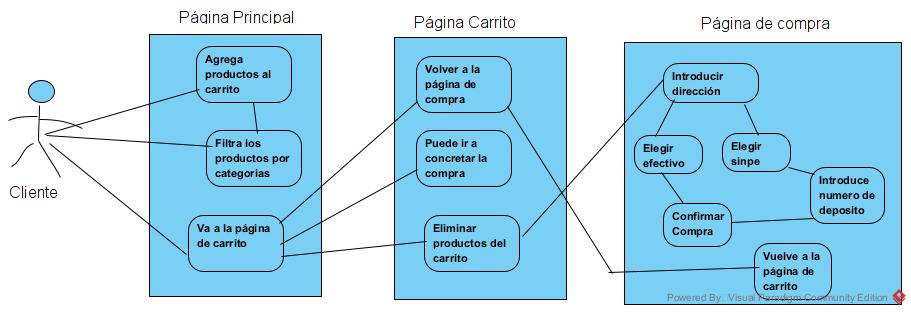 Página Principal
Página Carrito
Página de compra
Cliente
Agrega
productos al
carrito
Filtra los
productos por
categorias
Va a la página
de carrito
Volver a la
página de
compra
Puede ir a
concretar la
compra
Eliminar
productos del
carrito
Introducir
dirección
Elegir
efectivo
Elegir
sinpe
Introduce
numero de
deposito
Confirmar
Compra
Vuelve a la
página de
carrito
Powered By  Visual Paradigm Community Edition